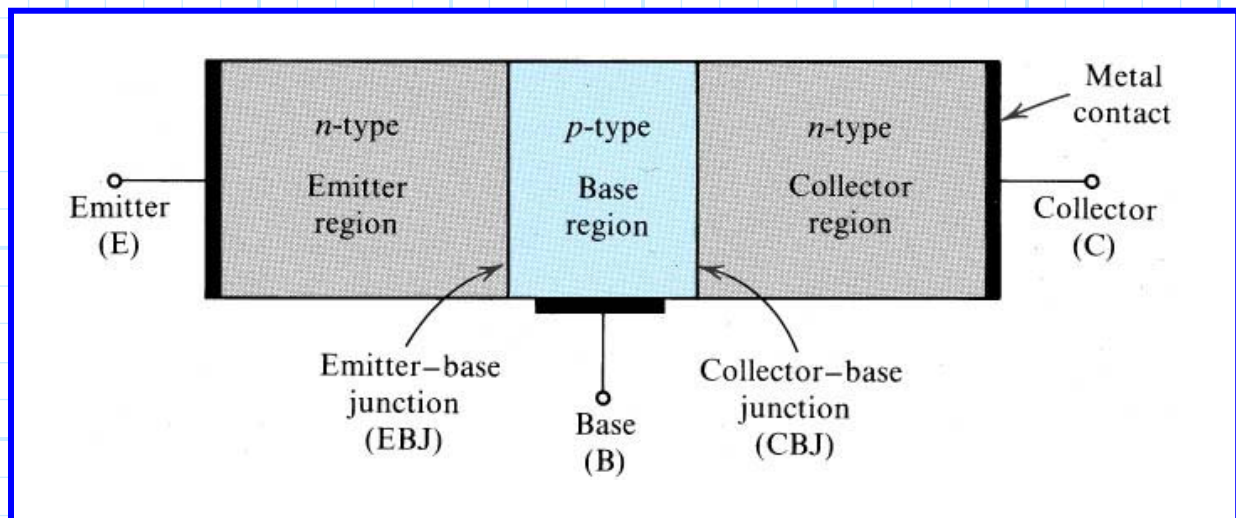 n-type
Emitter
region
p-type
Base
region
n-type
Collector
region
Metal
contact
Emitter
(E)
Collector
(C)
Emitter–base
junction
(EBJ)
Base
(B)
Collector–base
junction
(CBJ)